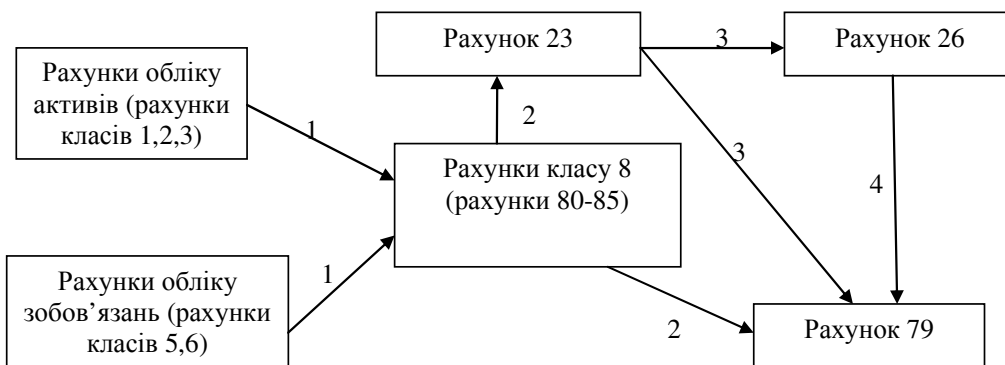 Рахунок 23
3
Рахунок 26
Рахунки обліку
активів (рахунки
класів 1,2,3)
1
2
Рахунки класу 8
(рахунки 80-85)
3
4
Рахунки обліку
зобов’язань (рахунки
класів 5,6)
1
2
Рахунок 79